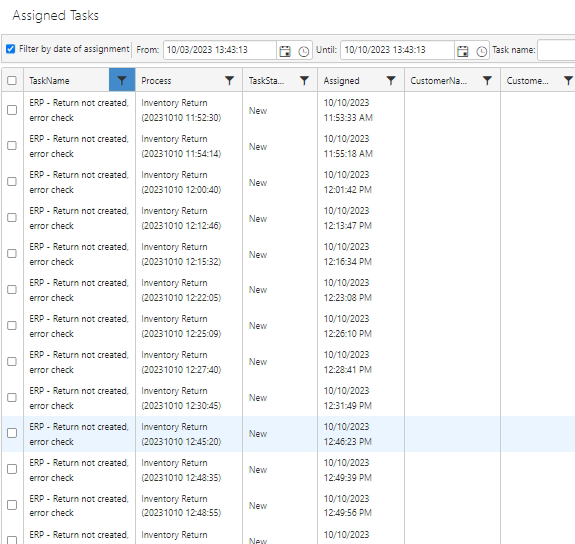 Assigned Tasks
Filter by date of assignment From: 10/03/2023 13:43:13 Until: 10/10/2023 13:43:13 Task name:
TaskName Process TaskSta... Assigned CustomerNa... Custome...
ERP - Return not created, Inventory Return 10/10/2023
error check (20231010 11:52:30) New 11:53:33 AM
ERP - Return not created, Inventory Return 10/10/2023
error check (20231010 11:54:14) New 11:55:18 AM
ERP - Return not created, Inventory Return 10/10/2023
error check (20231010 12:00:40) New 12:01:42 PM
ERP - Return not created, Inventory Return 10/10/2023
error check (20231010 12:12:46) New 12:13:47 PM
ERP - Return not created, Inventory Return 10/10/2023
error check (20231010 12:15:32) New 12:16:34 PM
ERP - Return not created, Inventory Return 10/10/2023
error check (20231010 12:22:05) New 12:23:08 PM
ERP - Return not created, Inventory Return 10/10/2023
error check (20231010 12:25:09) New 12:26:10 PM
ERP - Return not created, Inventory Return 10/10/2023
error check (20231010 12:27:40) New 12:28:41 PM
ERP - Return not created, Inventory Return 10/10/2023
error check (20231010 12:30:45) New 12:31:49 PM
ERP - Return not created, Inventory Return 10/10/2023
error check (20231010 12:45:20) New 12:46:23 PM
ERP - Return not created, Inventory Return 10/10/2023
error check (20231010 12:48:35) New 12:49:39 PM
ERP - Return not created, Inventory Return 10/10/2023
error check (20231010 12:48:55) New 12:49:56 PM
ERP - Return not created, Inventory Return 10/10/2023